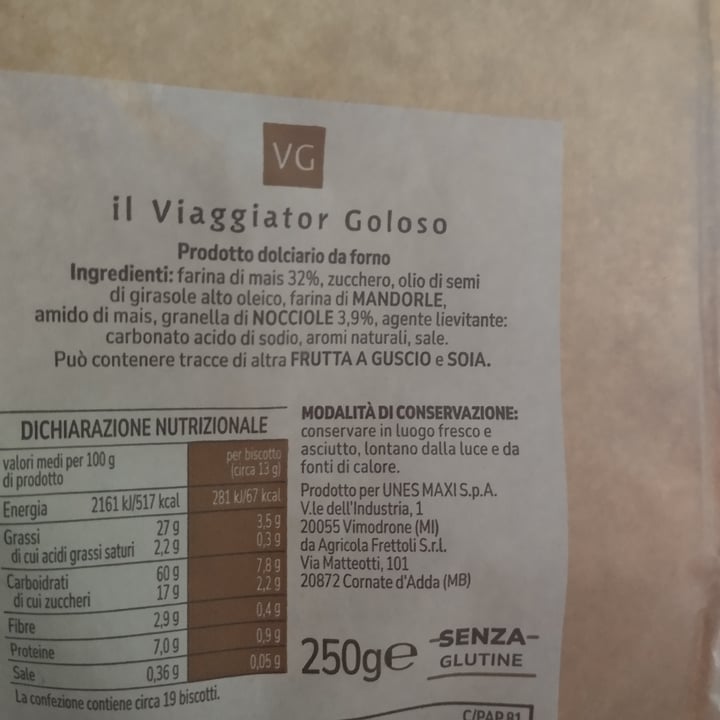 VG
il Viaggiator Goloso
Prodotto dolciario da forno
Ingredienti: farina di mais 32%, zucchero, olio di semi
di girasole alto oleico, farina di MANDORLE,
amido di mais, granella di NOCCIOLE 3,9%, agente lievitante:
carbonato acido di sodio, aromi naturali, sale.
Può contenere tracce di altra FRUTTA A GUSCIO e SOIA.
DICHIARAZIONE NUTRIZIONALE
valori medi per 100 g
di prodotto
per biscotto
(circa 13 g)
Energia 2161 kJ/517 kcal 281 kJ/67 kcal
Grassi 27 g 3,5 g
di cui acidi grassi saturi 2,2 g 0,3 g
Carboidrati 60 g 7,8 g
di cui zuccheri 17 g 2,2 g
Fibre 2,9 g 0,4 g
Proteine 7,0 g 0,9 g
Sale 0,36 g 0,05 g
La confezione contiene circa 19 biscotti.
MODALITÀ DI CONSERVAZIONE:
conservare in luogo fresco e
asciutto, lontano dalla luce e da
fonti di calore.
Prodotto per UNES MAXI S.p.A.
V.le dell'Industria, 1
20055 Vimodrone (MI)
da Agricola Frettoli S.r.l.
Via Matteotti, 101
20872 Cornate d'Adda (MB)
250g e
-SENZA-
GLUTINE
C/PAP 81